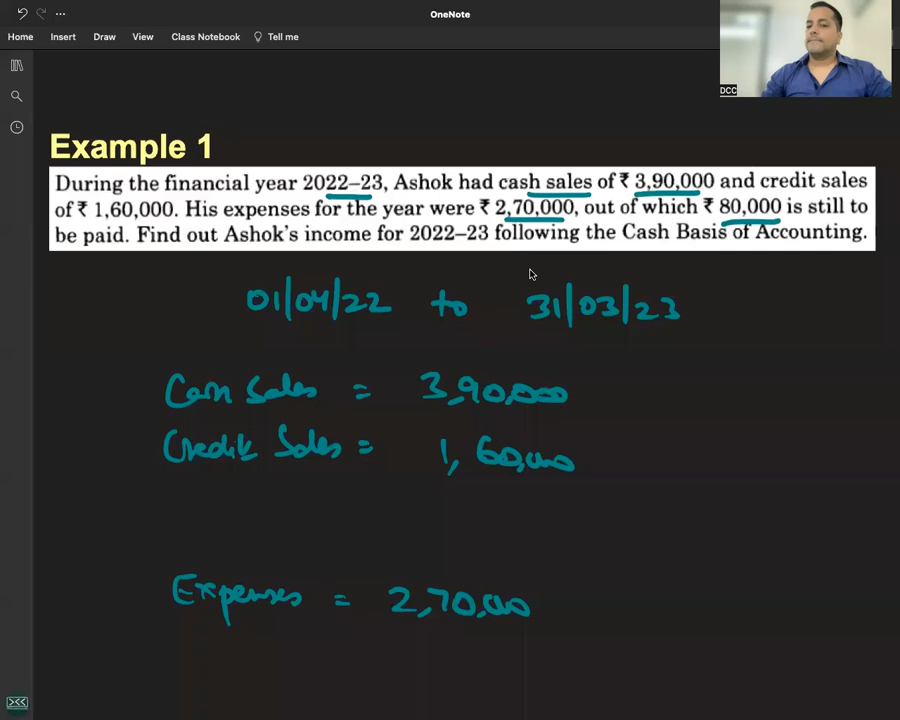 OneNote
Home Insert Draw View Class Notebook Tell me
DCC
Example 1
During the financial year 2022–23, Ashok had cash sales of ₹ 3,90,000 and credit sales
of ₹ 1,60,000. His expenses for the year were ₹ 2,70,000, out of which ₹ 80,000 is still to
be paid. Find out Ashok's income for 2022–23 following the Cash Basis of Accounting.
01/04/22 to 31/03/23
Cash Sales = 3,90,000
Credit Sales = 1,60,000
Expenses = 2,70,000